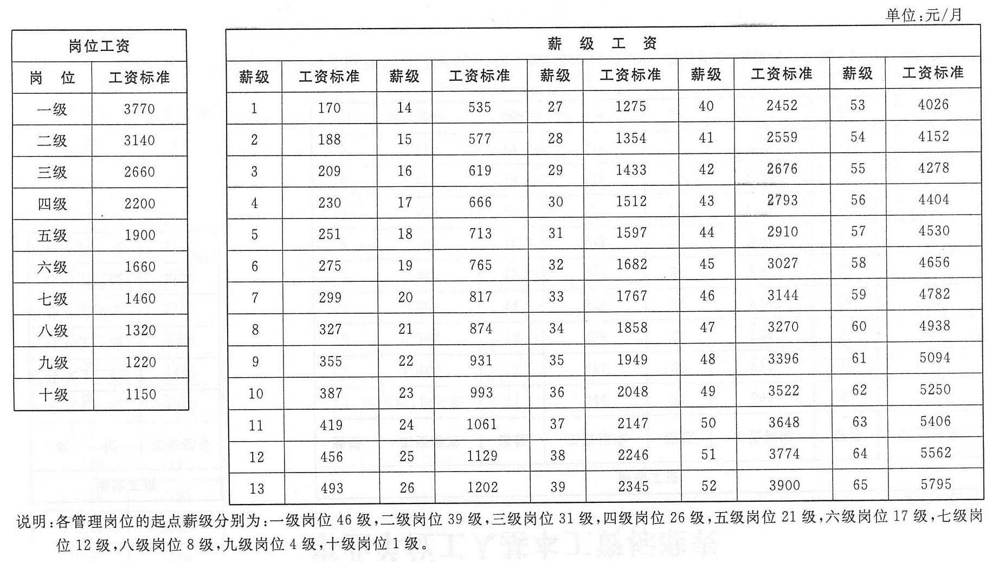 单位:元/月
岗位工资
岗 位 工资标准
一级 3770
二级 3140
三级 2660
四级 2200
五级 1900
六级 1660
七级 1460
八级 1320
九级 1220
十级 1150
薪 级 工 资
薪级 工资标准 薪级 工资标准 薪级 工资标准 薪级 工资标准 薪级 工资标准
1 170 14 535 27 1275 40 2452 53 4026
2 188 15 577 28 1354 41 2559 54 4152
3 209 16 619 29 1433 42 2676 55 4278
4 230 17 666 30 1512 43 2793 56 4404
5 251 18 713 31 1597 44 2910 57 4530
6 275 19 765 32 1682 45 3027 58 4656
7 299 20 817 33 1767 46 3144 59 4782
8 327 21 874 34 1858 47 3270 60 4938
9 355 22 931 35 1949 48 3396 61 5094
10 387 23 993 36 2048 49 3522 62 5250
11 419 24 1061 37 2147 50 3648 63 5406
12 456 25 1129 38 2246 51 3774 64 5562
13 493 26 1202 39 2345 52 3900 65 5795
说明:各管理岗位的起点薪级分别为:一级岗位46级,二级岗位39级,三级岗位31级,四级岗位26级,五级岗位21级,六级岗位17级,七级岗
位12级,八级岗位8级,九级岗位4级,十级岗位1级。